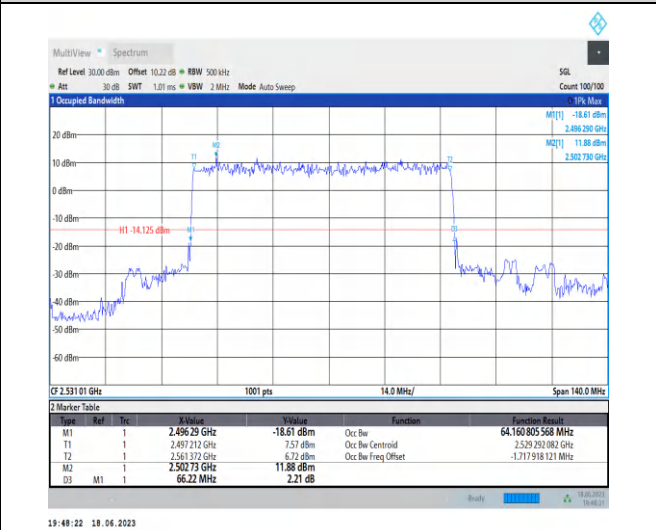 MultiView Spectrum
Ref Level 30.00 dBm Offset 10.22 dB RBW 500 kHz SGL
Att 30 dB SWT 1.01 ms VBW 2 MHz Mode Auto Sweep Count 100/100
1 Occupied Bandwidth 1Pk Max
M1[1] -18.61 dBm
2.496 290 GHz
M2[1] 11.88 dBm
2.502 730 GHz
20 dBm
M2
T1 T2
10 dBm
0 dBm
-10 dBm
H1 -14.125 dBm M1 D3
-20 dBm
-30 dBm
-40 dBm
-50 dBm
-60 dBm
CF 2.531 01 GHz 1001 pts 14.0 MHz/ Span 140.0 MHz
2 Marker Table
Type Ref Trc X-Value Y-Value Function Function Result
M1 1 2.496 29 GHz -18.61 dBm Occ Bw 64.160 805 568 MHz
T1 1 2.497 212 GHz 7.57 dBm Occ Bw Centroid 2.529 292 082 GHz
T2 1 2.561 372 GHz 6.72 dBm Occ Bw Freq Offset -1.717 918 121 MHz
M2 1 2.502 73 GHz 11.88 dBm
D3 M1 1 66.22 MHz 2.21 dB
Ready 18.06.2023
19:48:21
19:48:22 18.06.2023